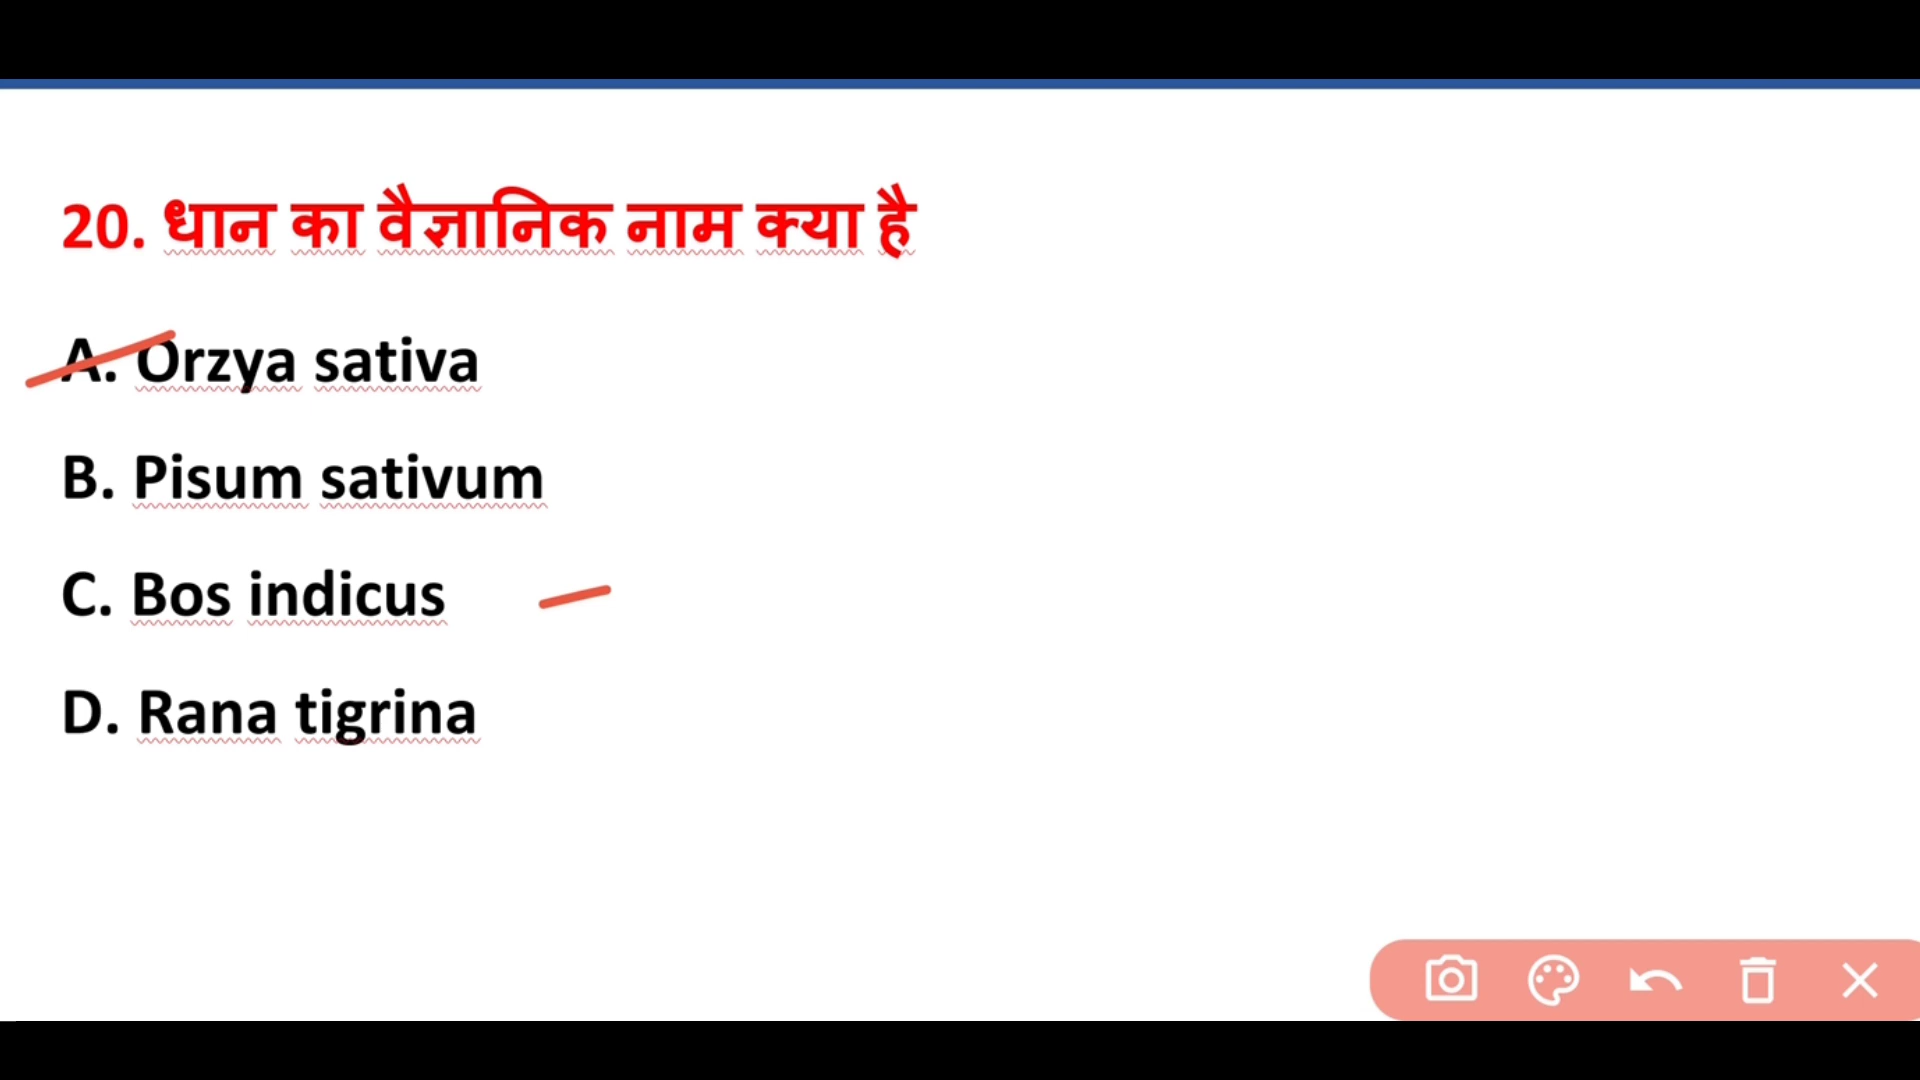 20. धान का वैज्ञानिक नाम क्या है
A. Orzya sativa
B. Pisum sativum
C. Bos indicus
D. Rana tigrina